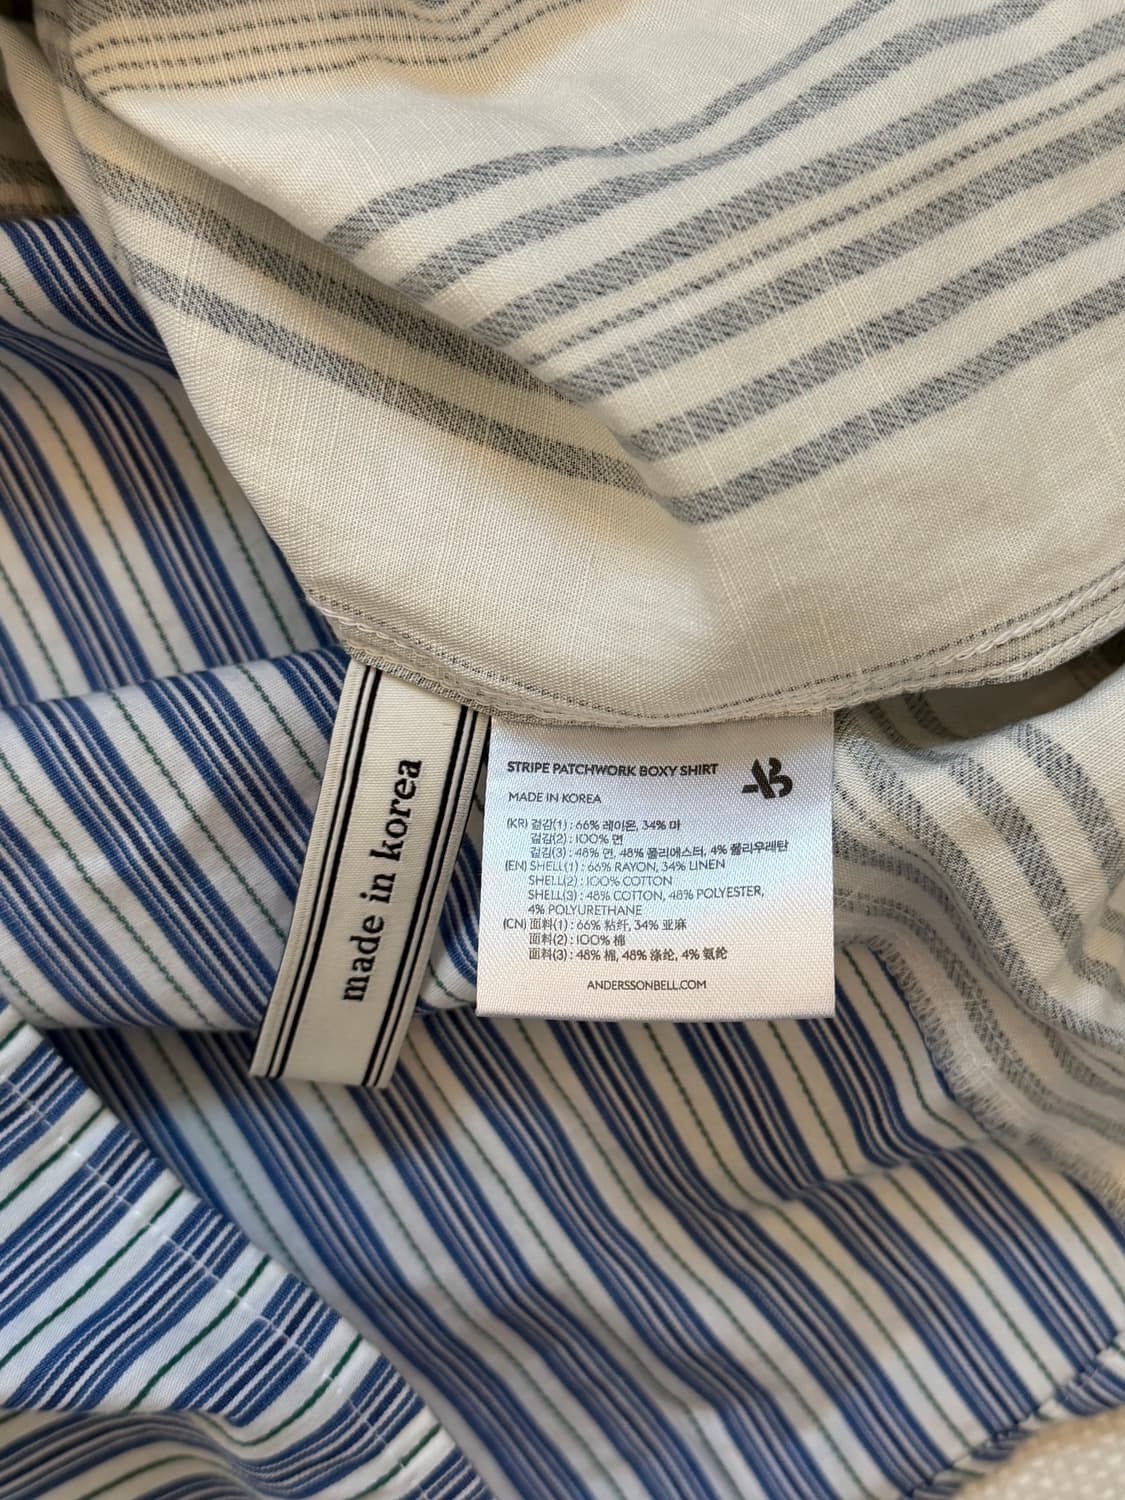 made in korea
STRIPE PATCHWORK BOXY SHIRT
AB
MADE IN KOREA
(KR) 겉감(1) : 66% 레이온, 34% 마
겉감(2) : 100% 면
겉감(3) : 48% 면, 48% 폴리에스터, 4% 폴리우레탄
(EN) SHELL(1) : 66% RAYON, 34% LINEN
SHELL(2) : 100% COTTON
SHELL(3) : 48% COTTON, 48% POLYESTER,
4% POLYURETHANE
(CN) 面料(1) : 66% 粘纤, 34% 亚麻
面料(2) : 100% 棉
面料(3) : 48% 棉, 48% 涤纶, 4% 氨纶
ANDERSSONBELL.COM